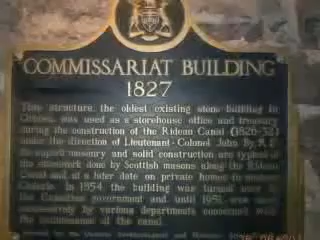 COMMISSARIAT BUILDING
1827
This structure, the oldest existing stone building in
Ottawa, was used as a storehouse office and treasury
during the construction of the Rideau Canal (1826-32)
under the direction of Lieutenant-Colonel John By, R.E.
The superb masonry and solid construction are typical of
the stonework done by Scottish masons along the Rideau
Canal and at a later date on private homes in
Ontario. In 1854 the building was turned over to
the Canadian government and until 1951 was used
successively by various departments concerned with
the maintenance of the canal.